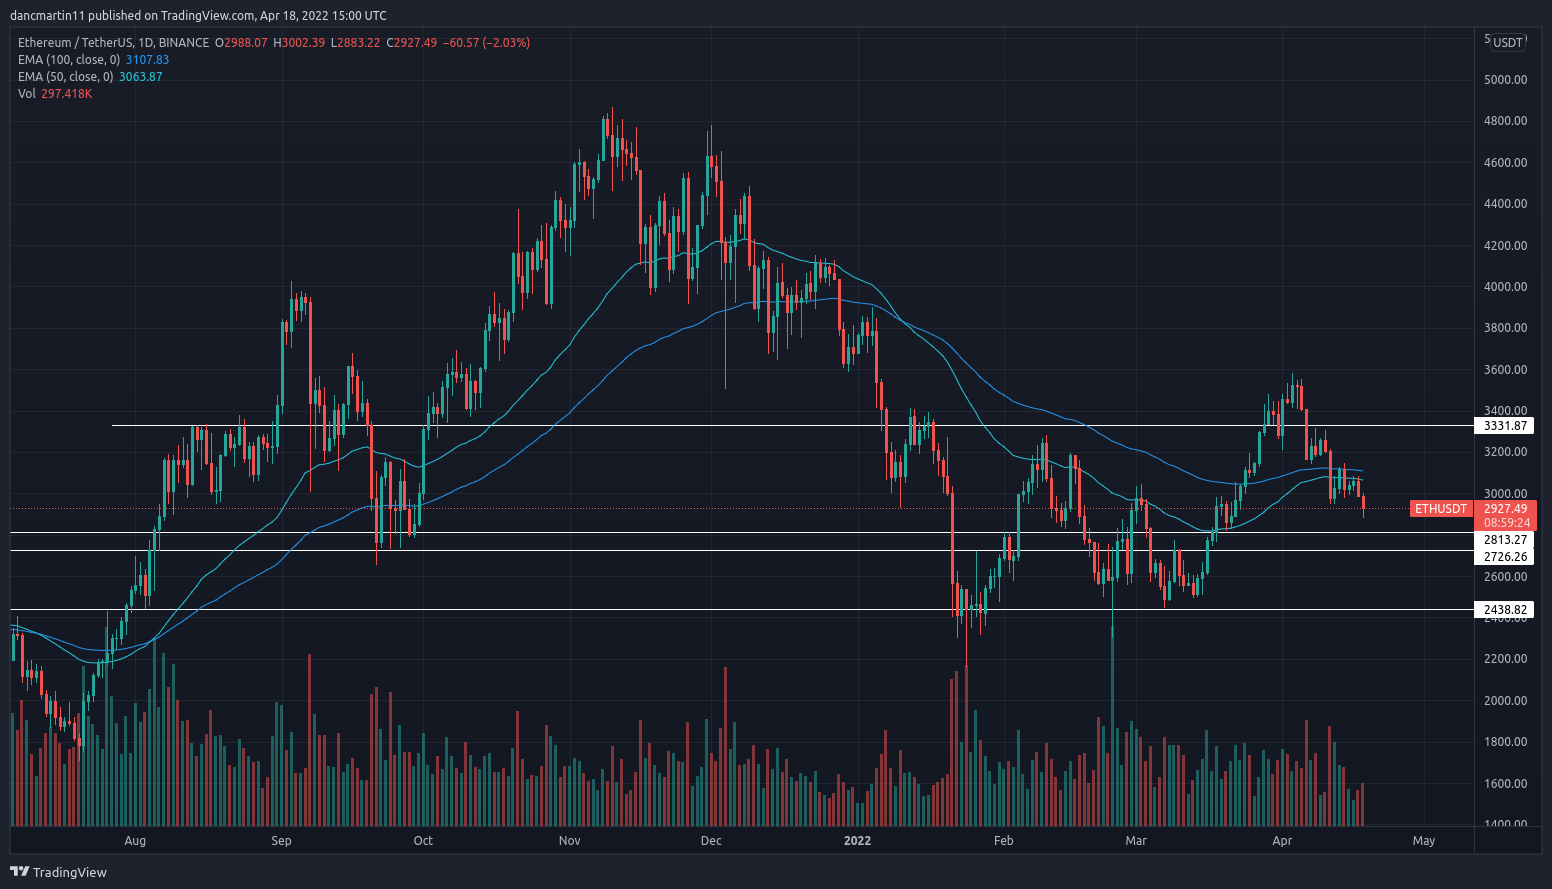 dancmartin11 published on TradingView.com, Apr 18, 2022 15:00 UTC
Ethereum / TetherUS, 1D, BINANCE O2988.07 H3002.39 L2883.22 C2927.49 −60.57 (−2.03%)
EMA (100, close, 0) 3107.83
EMA (50, close, 0) 3063.87
Vol 297.418K
USDT
5000.00
4800.00
4600.00
4400.00
4200.00
4000.00
3800.00
3600.00
3400.00
3331.87
3200.00
3000.00
ETHUSDT 2927.49
08:59:24
2813.27
2726.26
2600.00
2438.82
2400.00
2200.00
2000.00
1800.00
1600.00
1400.00
Aug Sep Oct Nov Dec 2022 Feb Mar Apr May
TradingView